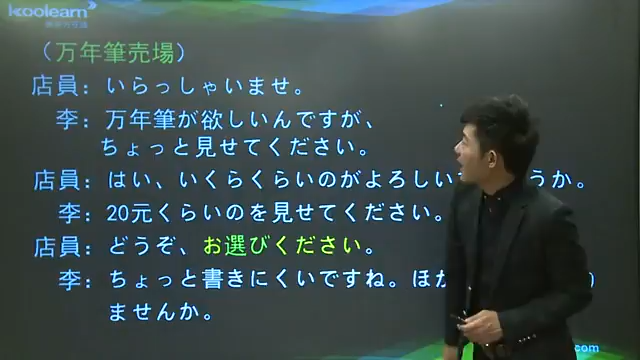 koolearn
（万年筆売場）
店員：いらっしゃいませ。
李：万年筆が欲しいんですが、
ちょっと見せてください。
店員：はい、いくらくらいのがよろしい うか。
李：20元くらいのを見せてください。
店員：どうぞ、お選びください。
李：ちょっと書きにくいですね。ほか
ませんか。
.com